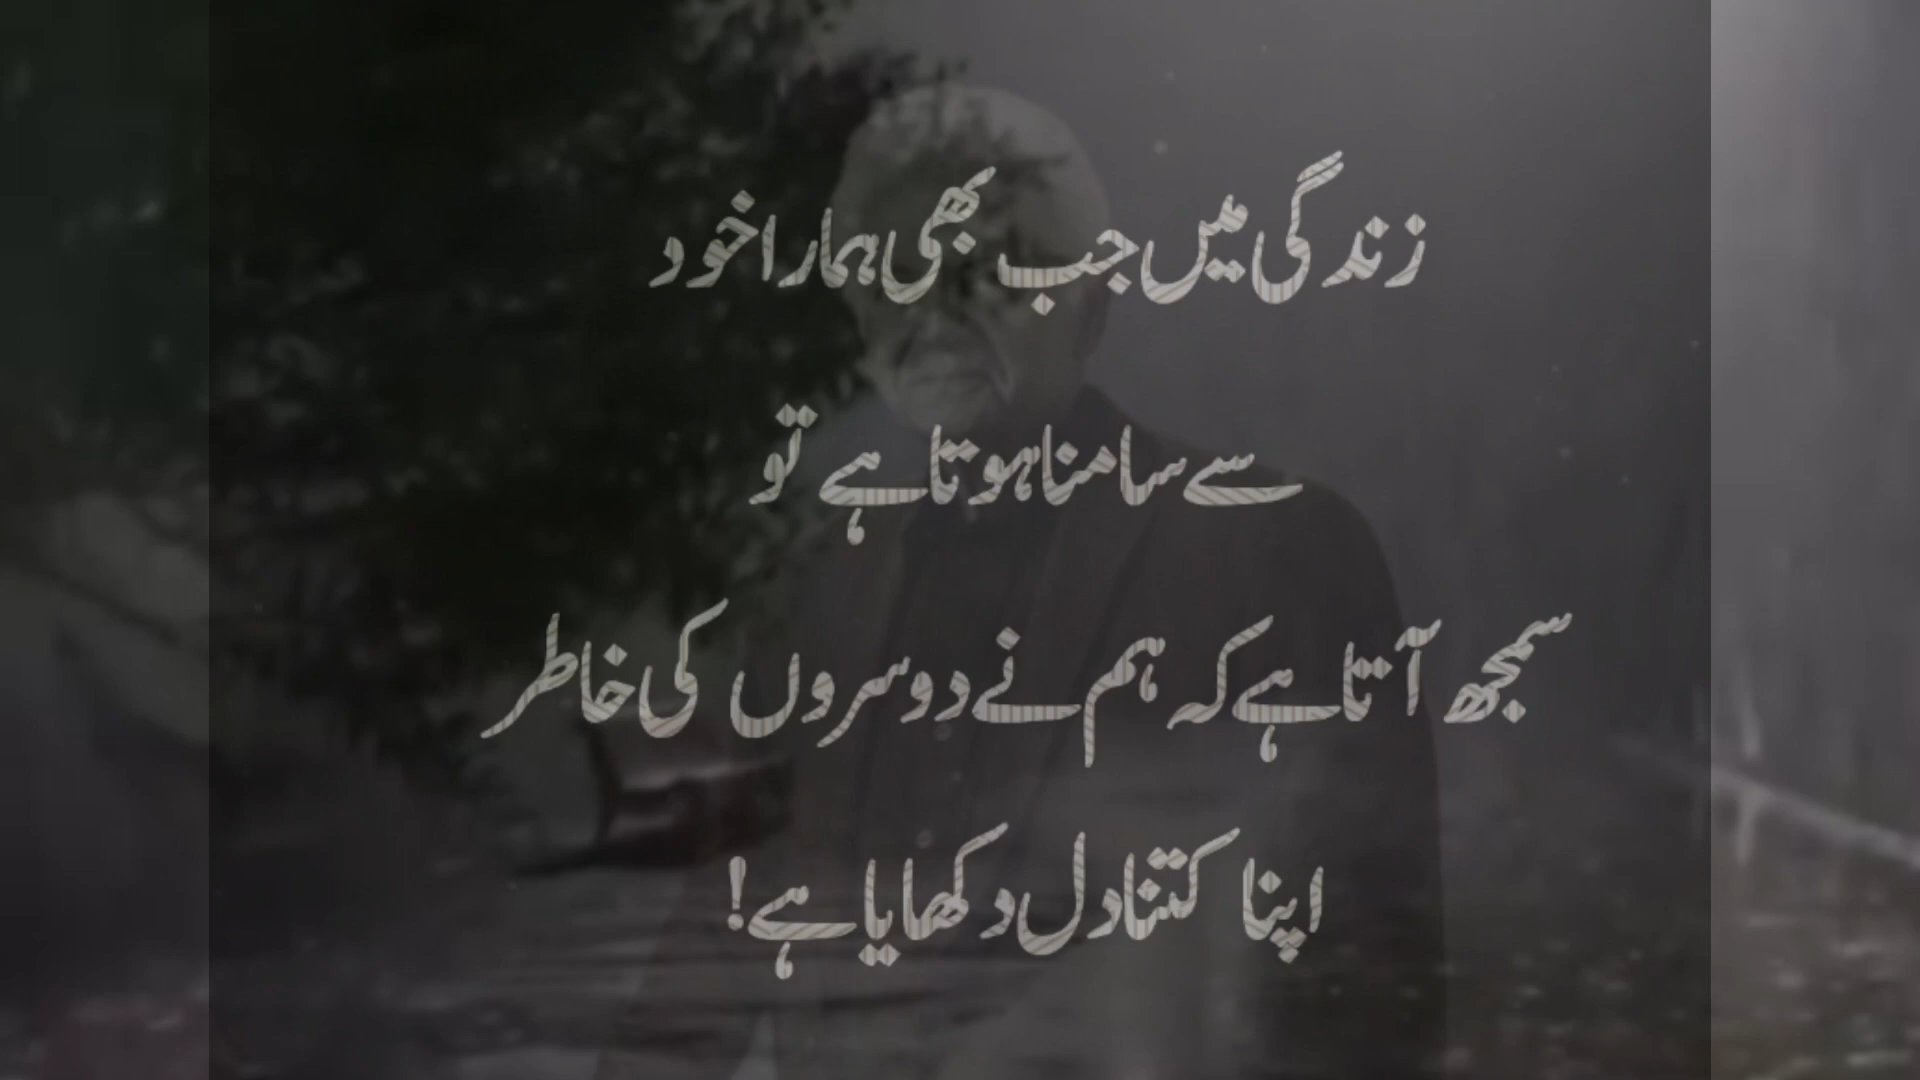 زندگی میں جب بھی ہمارا خود
سے سامنا ہوتا ہے تو
سمجھ آتا ہے کہ ہم نے دوسروں کی خاطر
اپنا کتنا دل دکھایا ہے!